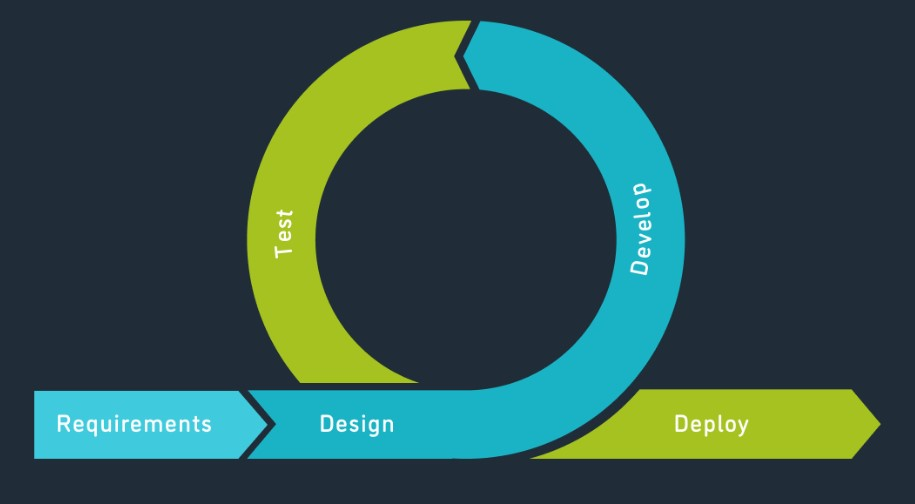 Requirements
Design
Develop
Test
Deploy